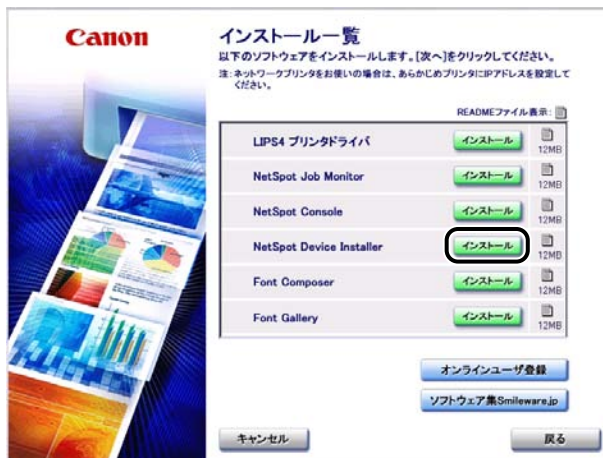 Canon
インストール一覧
以下のソフトウェアをインストールします。[次へ]をクリックしてください。
注:ネットワークプリンタをお使いの場合は、あらかじめプリンタにIPアドレスを設定して
ください。
READMEファイル表示:
LIPS4 プリンタドライバ インストール 12MB
NetSpot Job Monitor インストール 12MB
NetSpot Console インストール 12MB
NetSpot Device Installer インストール 12MB
Font Composer インストール 12MB
Font Gallery インストール 12MB
オンラインユーザ登録
ソフトウェア集Smileware.jp
キャンセル 戻る